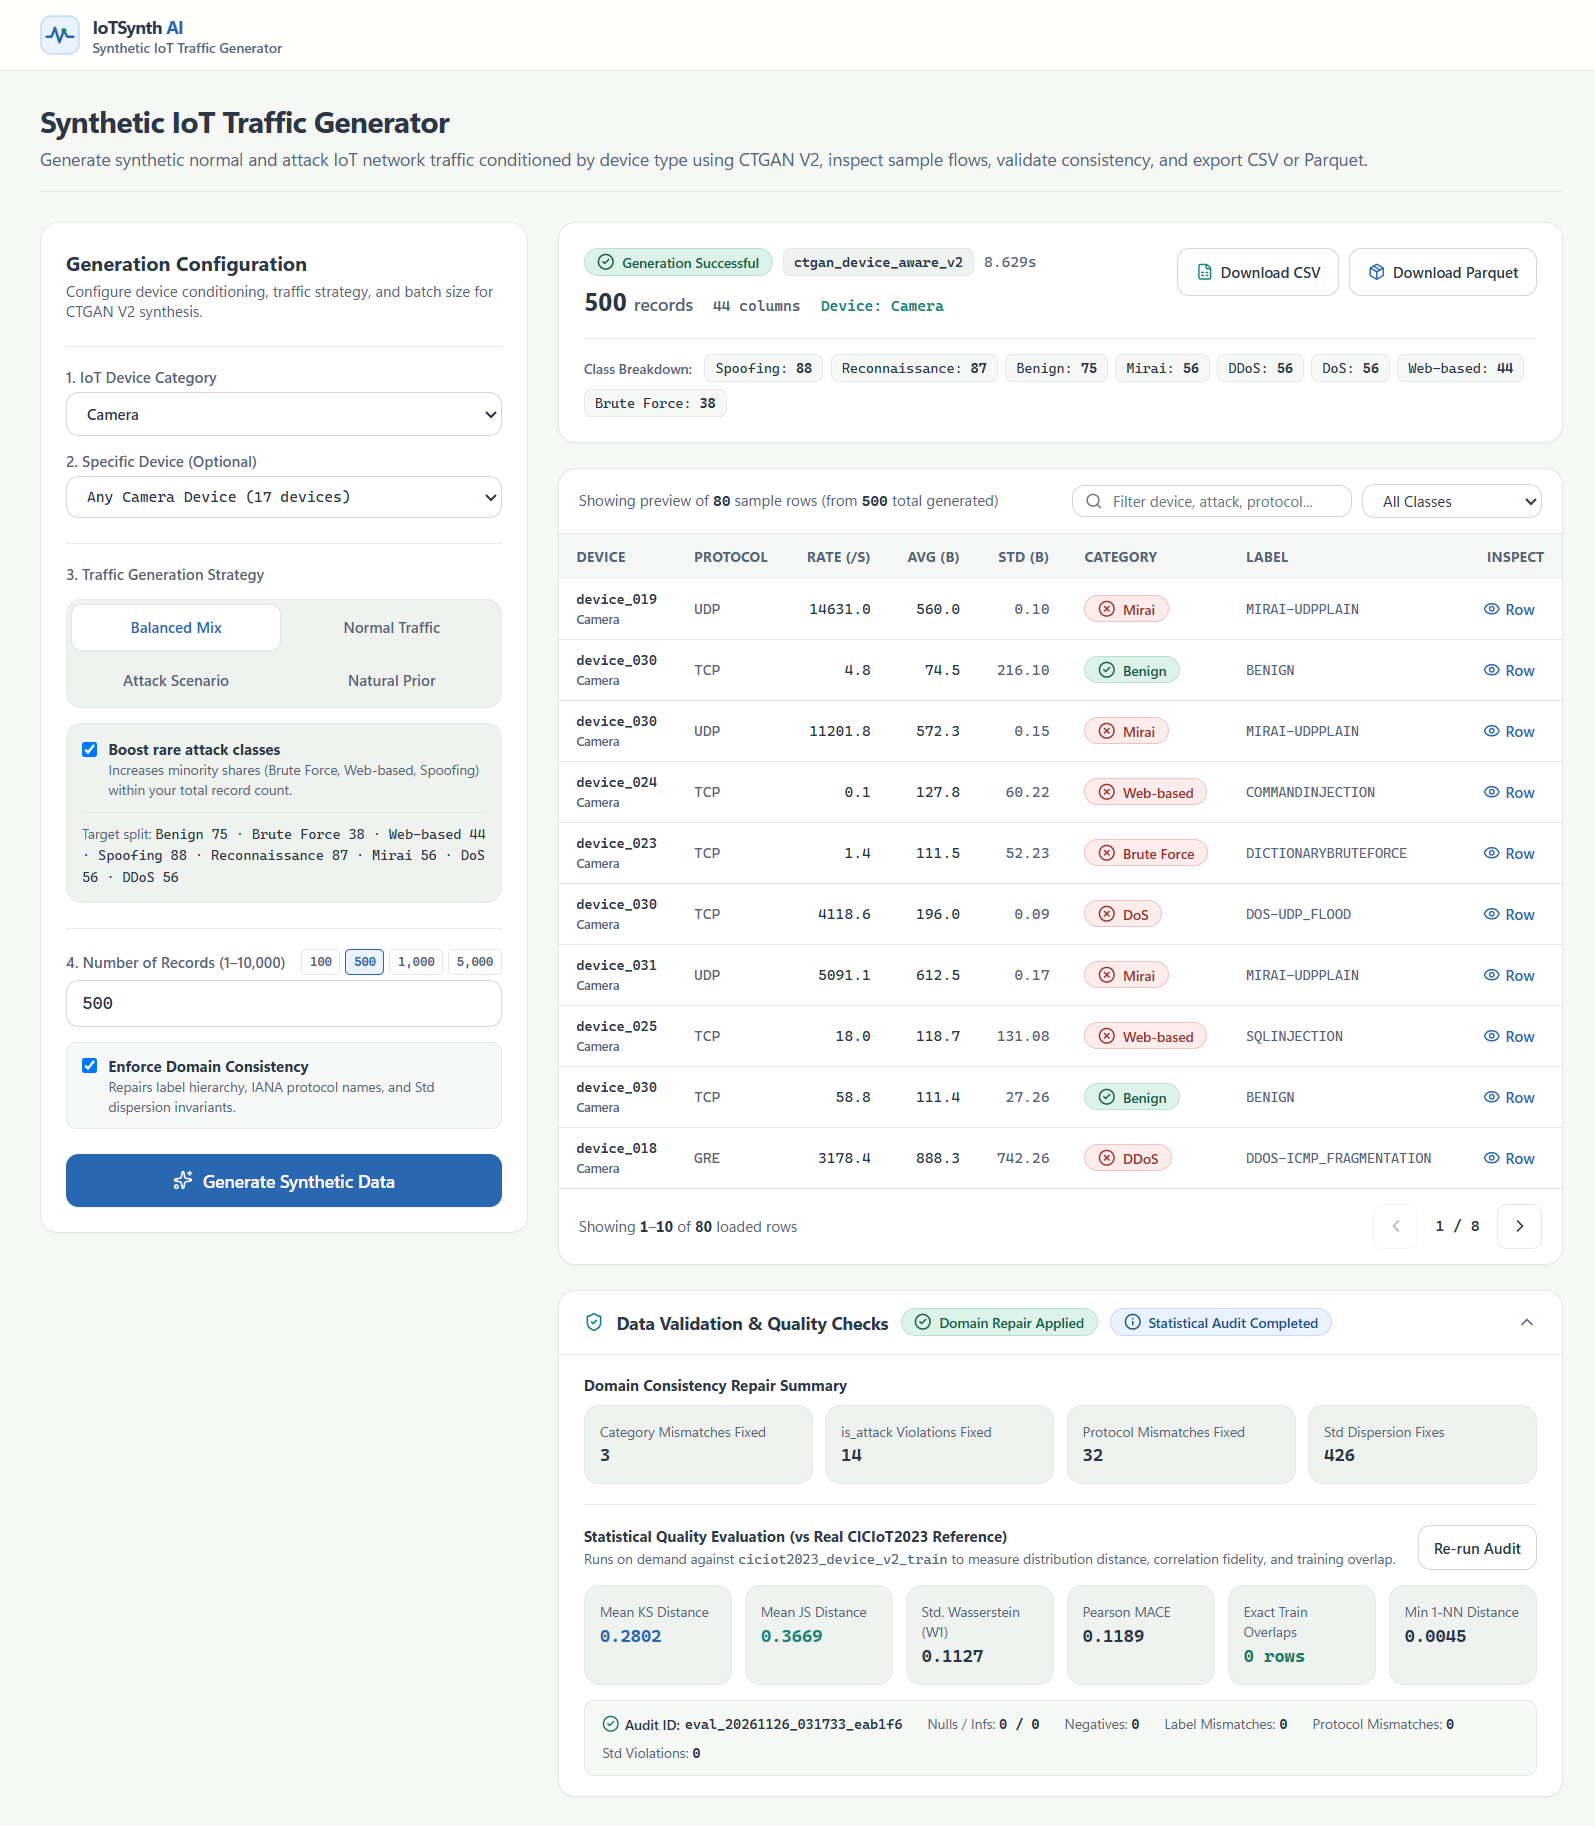 IoTSynth AI
Synthetic IoT Traffic Generator
Synthetic IoT Traffic Generator
Generate synthetic normal and attack IoT network traffic conditioned by device type using CTGAN V2, inspect sample flows, validate consistency, and export CSV or Parquet.
Generation Configuration
Configure device conditioning, traffic strategy, and batch size for
CTGAN V2 synthesis.
1. IoT Device Category
Camera
2. Specific Device (Optional)
Any Camera Device (17 devices)
3. Traffic Generation Strategy
Balanced Mix Normal Traffic
Attack Scenario Natural Prior
Boost rare attack classes
Increases minority shares (Brute Force, Web-based, Spoofing)
within your total record count.
Target split: Benign 75 · Brute Force 38 · Web-based 44
· Spoofing 88 · Reconnaissance 87 · Mirai 56 · DoS
56 · DDoS 56
4. Number of Records (1–10,000) 100 500 1,000 5,000
500
Enforce Domain Consistency
Repairs label hierarchy, IANA protocol names, and Std
dispersion invariants.
Generate Synthetic Data
Generation Successful ctgan_device_aware_v2 8.629s
500 records 44 columns Device: Camera
Download CSV Download Parquet
Class Breakdown: Spoofing: 88 Reconnaissance: 87 Benign: 75 Mirai: 56 DDoS: 56 DoS: 56 Web-based: 44
Brute Force: 38
Showing preview of 80 sample rows (from 500 total generated) Filter device, attack, protocol... All Classes
DEVICE PROTOCOL RATE (/S) AVG (B) STD (B) CATEGORY LABEL INSPECT
device_019
Camera UDP 14631.0 560.0 0.10 Mirai MIRAI-UDPPLAIN Row
device_030
Camera TCP 4.8 74.5 216.10 Benign BENIGN Row
device_030
Camera UDP 11201.8 572.3 0.15 Mirai MIRAI-UDPPLAIN Row
device_024
Camera TCP 0.1 127.8 60.22 Web-based COMMANDINJECTION Row
device_023
Camera TCP 1.4 111.5 52.23 Brute Force DICTIONARYBRUTEFORCE Row
device_030
Camera TCP 4118.6 196.0 0.09 DoS DOS-UDP_FLOOD Row
device_031
Camera UDP 5091.1 612.5 0.17 Mirai MIRAI-UDPPLAIN Row
device_025
Camera TCP 18.0 118.7 131.08 Web-based SQLINJECTION Row
device_030
Camera TCP 58.8 111.4 27.26 Benign BENIGN Row
device_018
Camera GRE 3178.4 888.3 742.26 DDoS DDOS-ICMP_FRAGMENTATION Row
Showing 1–10 of 80 loaded rows 1 / 8
Data Validation & Quality Checks Domain Repair Applied Statistical Audit Completed
Domain Consistency Repair Summary
Category Mismatches Fixed is_attack Violations Fixed Protocol Mismatches Fixed Std Dispersion Fixes
3 14 32 426
Statistical Quality Evaluation (vs Real CICIoT2023 Reference)
Runs on demand against ciciot2023_device_v2_train to measure distribution distance, correlation fidelity, and training overlap.
Re-run Audit
Mean KS Distance
0.2802
Mean JS Distance
0.3669
Std. Wasserstein
(W1)
0.1127
Pearson MACE
0.1189
Exact Train
Overlaps
0 rows
Min 1-NN Distance
0.0045
Audit ID: eval_20261126_031733_eab1f6 Nulls / Infs: 0 / 0 Negatives: 0 Label Mismatches: 0 Protocol Mismatches: 0
Std Violations: 0